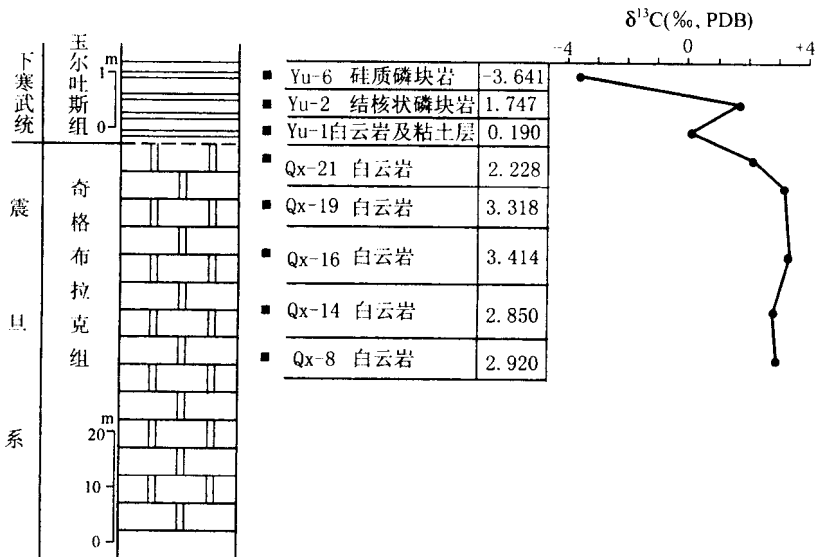 δ¹³C(‰, PDB)
-4 0 +4
下寒武统
玉尔吐斯组
m
1
0
Yu-6 硅质磷块岩 -3.641
Yu-2 结核状磷块岩 1.747
Yu-1白云岩及粘土层 0.190
Qx-21 白云岩 2.228
Qx-19 白云岩 3.318
Qx-16 白云岩 3.414
Qx-14 白云岩 2.850
Qx-8 白云岩 2.920
震旦系
奇格布拉克组
m
20
10
0